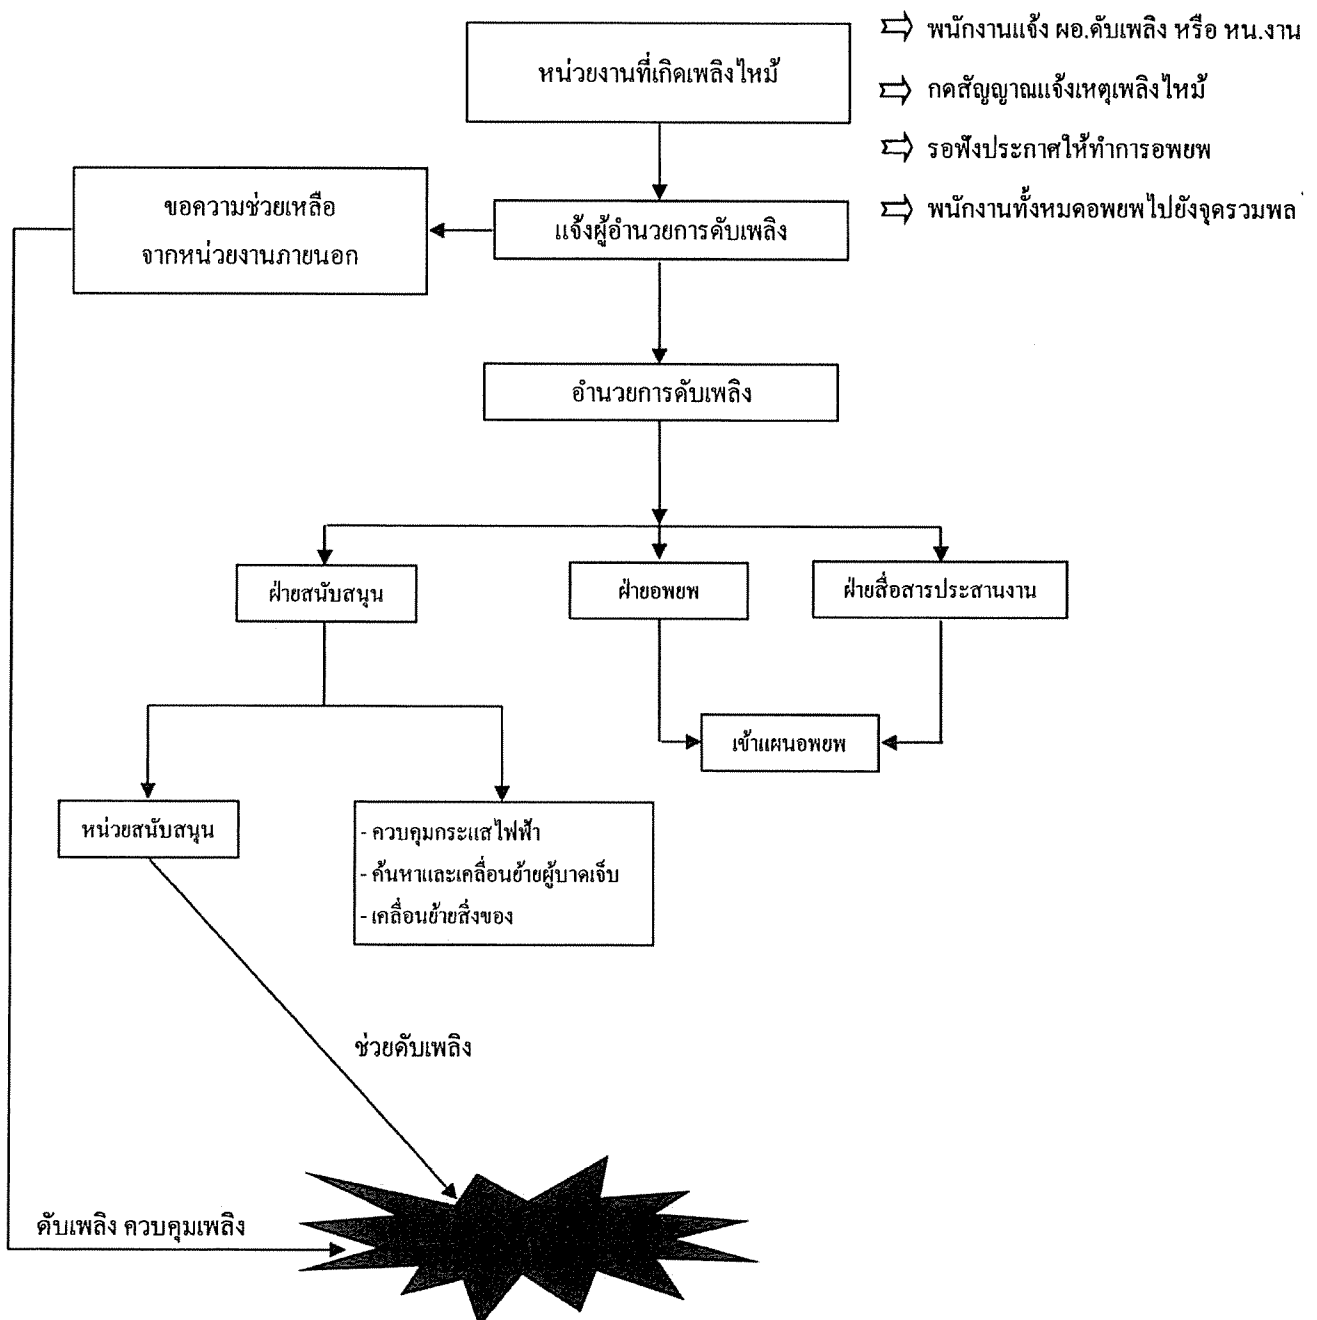 หน่วยงานที่เกิดเพลิงไหม้
พนักงานแจ้ง ผอ.ดับเพลิง หรือ หน.งาน
กดสัญญาณแจ้งเหตุเพลิงไหม้
รอฟังประกาศให้ทำการอพยพ
พนักงานทั้งหมดอพยพไปยังจุดรวมพล
ขอความช่วยเหลือ
จากหน่วยงานภายนอก
แจ้งผู้อำนวยการดับเพลิง
อำนวยการดับเพลิง
ฝ่ายสนับสนุน
ฝ่ายอพยพ
ฝ่ายสื่อสารประสานงาน
เข้าแผนอพยพ
หน่วยสนับสนุน
- ควบคุมกระแสไฟฟ้า
- ค้นหาและเคลื่อนย้ายผู้บาดเจ็บ
- เคลื่อนย้ายสิ่งของ
ช่วยดับเพลิง
ดับเพลิง ควบคุมเพลิง